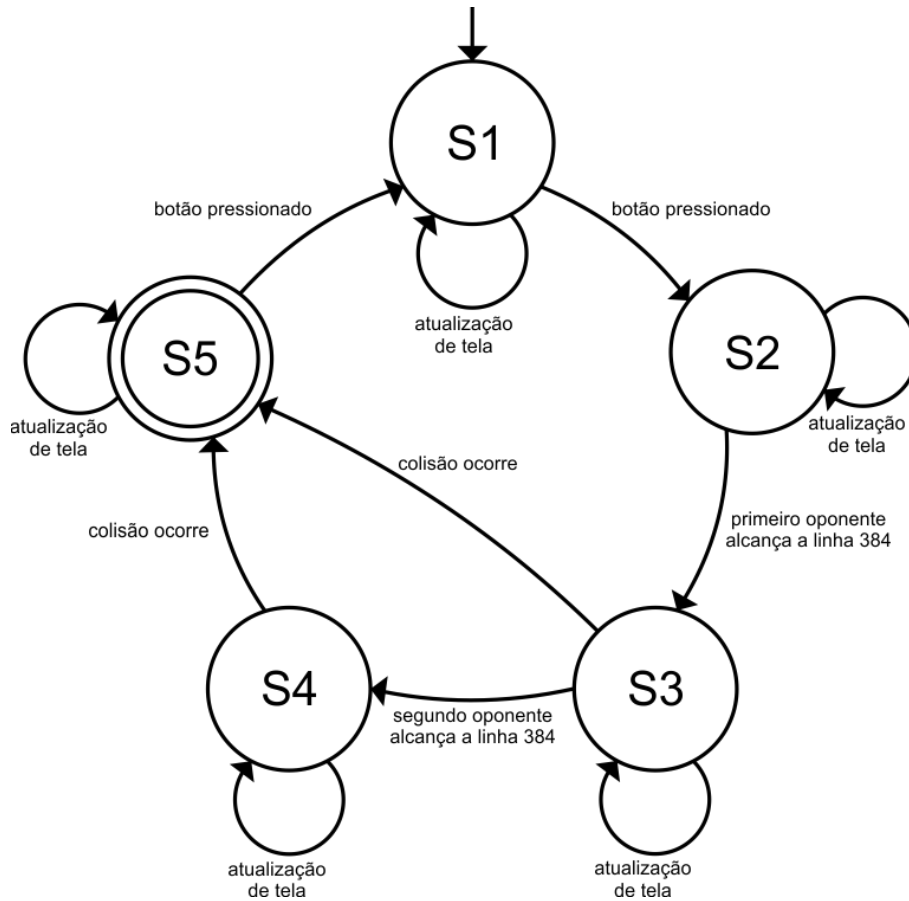 S1
botão pressionado
botão pressionado
atualização
de tela
S5
S2
atualização
de tela
atualização
de tela
colisão ocorre
colisão ocorre
primeiro oponente
alcança a linha 384
S4
S3
segundo oponente
alcança a linha 384
atualização
de tela
atualização
de tela